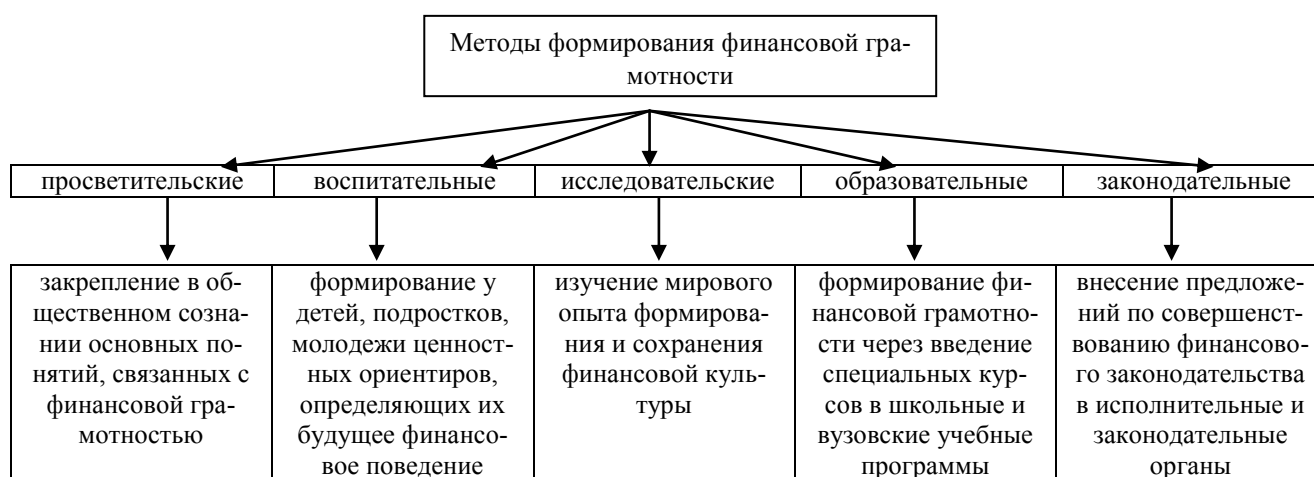 Методы формирования финансовой гра-
мотности
просветительские
воспитательные
исследовательские
образовательные
законодательные
закрепление в об-
щественном созна-
нии основных по-
нятий, связанных с
финансовой гра-
мотностью
формирование у
детей, подростков,
молодежи ценност-
ных ориентиров,
определяющих их
будущее финансо-
вое поведение
изучение мирового
опыта формирова-
ния и сохранения
финансовой куль-
туры
формирование фи-
нансовой грамотно-
сти через введение
специальных кур-
сов в школьные и
вузовские учебные
программы
внесение предложе-
ний по совершенст-
вованию финансово-
го законодательства
в исполнительные и
законодательные
органы